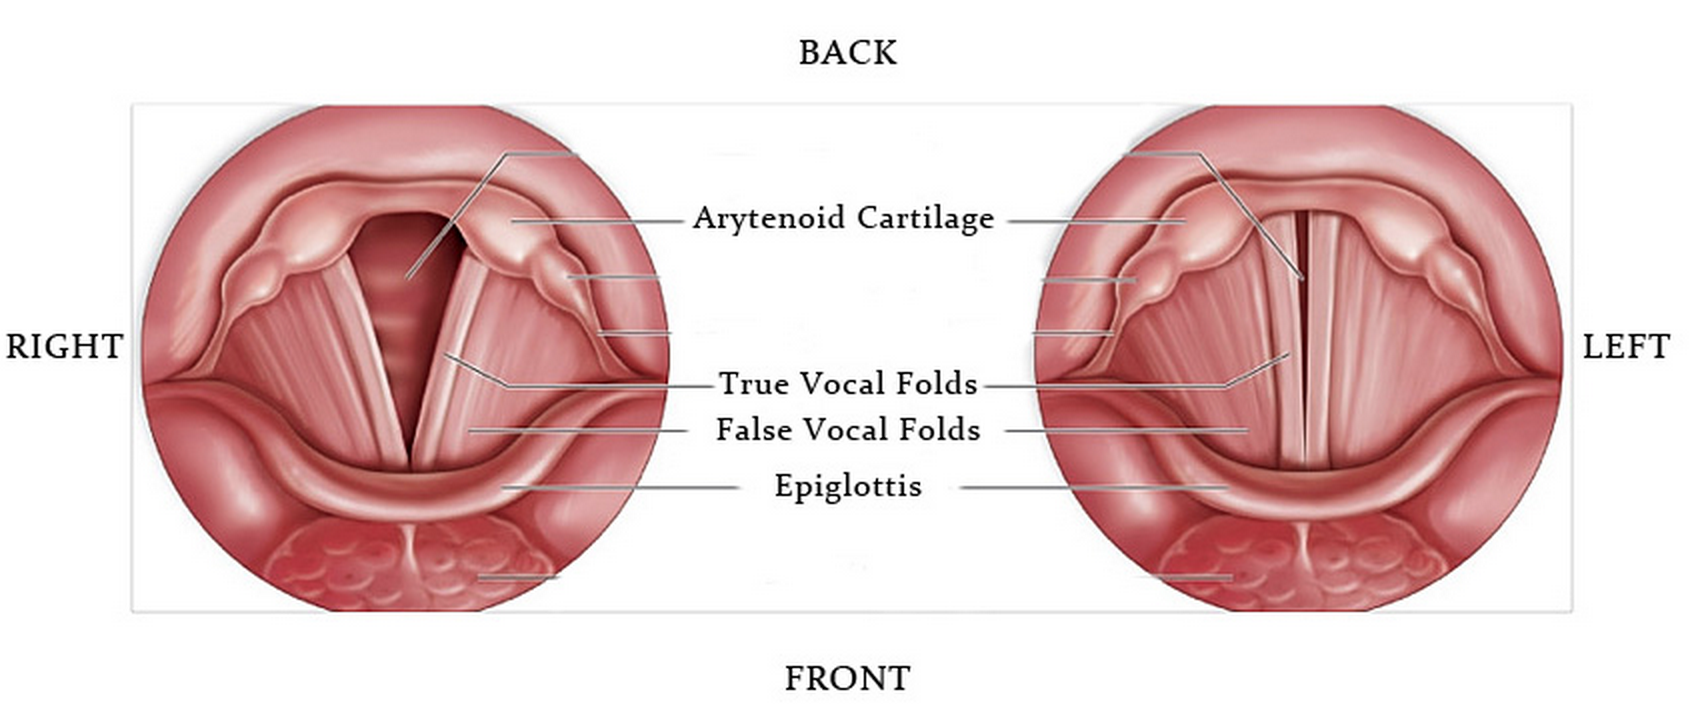 BACK
Arytenoid Cartilage
RIGHT
LEFT
True Vocal Folds
False Vocal Folds
Epiglottis
FRONT